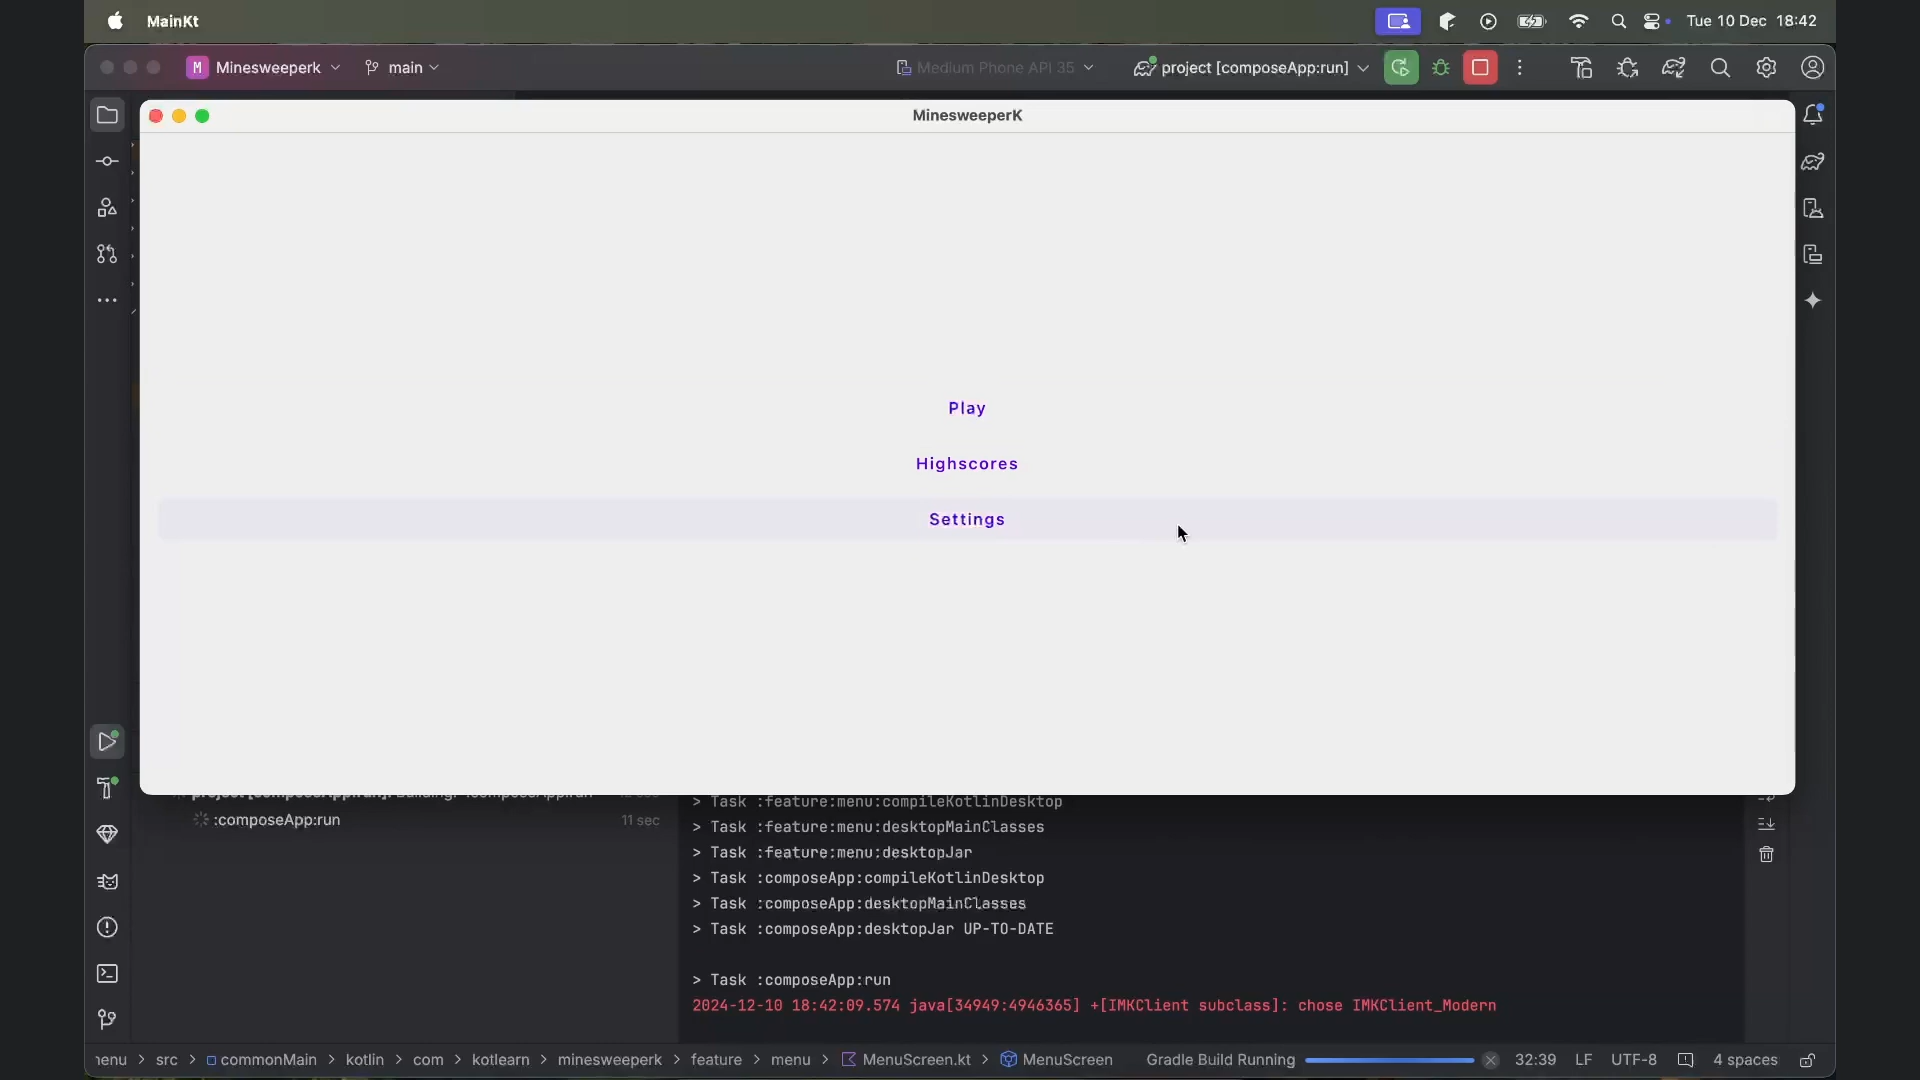 MainKt
Tue 10 Dec 18:42
M Minesweeperk
main
Medium Phone API 35
project [composeApp:run]
MinesweeperK
Play
Highscores
Settings
:composeApp:run
11 sec
> Task :feature:menu:compileKotlinDesktop
> Task :feature:menu:desktopMainClasses
> Task :feature:menu:desktopJar
> Task :composeApp:compileKotlinDesktop
> Task :composeApp:desktopMainClasses
> Task :composeApp:desktopJar UP-TO-DATE
> Task :composeApp:run
2024-12-10 18:42:09.574 java[34949:4946365] +[IMKClient subclass]: chose IMKClient_Modern
> src > commonMain > kotlin > com > kotlearn > minesweeperk > feature > menu > MenuScreen.kt > MenuScreen
Gradle Build Running
32:39 LF UTF-8 4 spaces